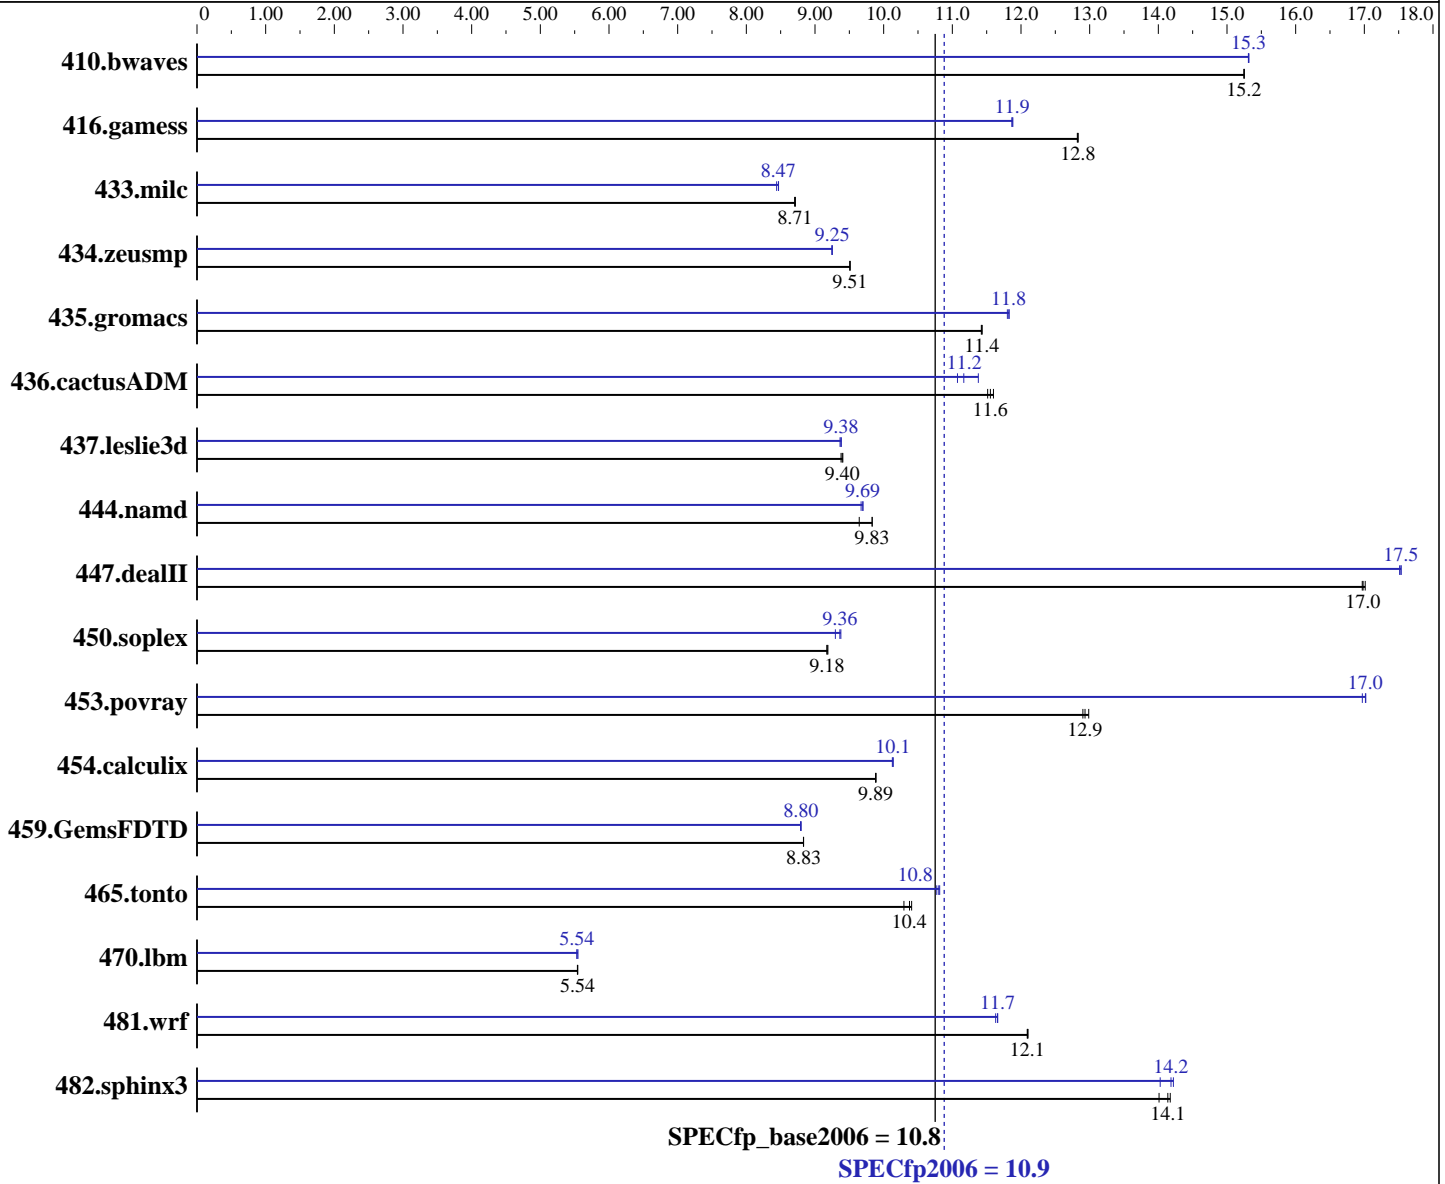 0 1.00 2.00 3.00 4.00 5.00 6.00 7.00 8.00 9.00 10.0 11.0 12.0 13.0 14.0 15.0 16.0 17.0 18.0
15.3
410.bwaves
15.2
11.9
416.gamess
12.8
8.47
433.milc
8.71
9.25
434.zeusmp
9.51
11.8
435.gromacs
11.4
11.2
436.cactusADM
11.6
9.38
437.leslie3d
9.40
9.69
444.namd
9.83
17.5
447.dealII
17.0
9.36
450.soplex
9.18
17.0
453.povray
12.9
10.1
454.calculix
9.89
8.80
459.GemsFDTD
8.83
10.8
465.tonto
10.4
5.54
470.lbm
5.54
11.7
481.wrf
12.1
14.2
482.sphinx3
14.1
SPECfp_base2006 = 10.8
SPECfp2006 = 10.9